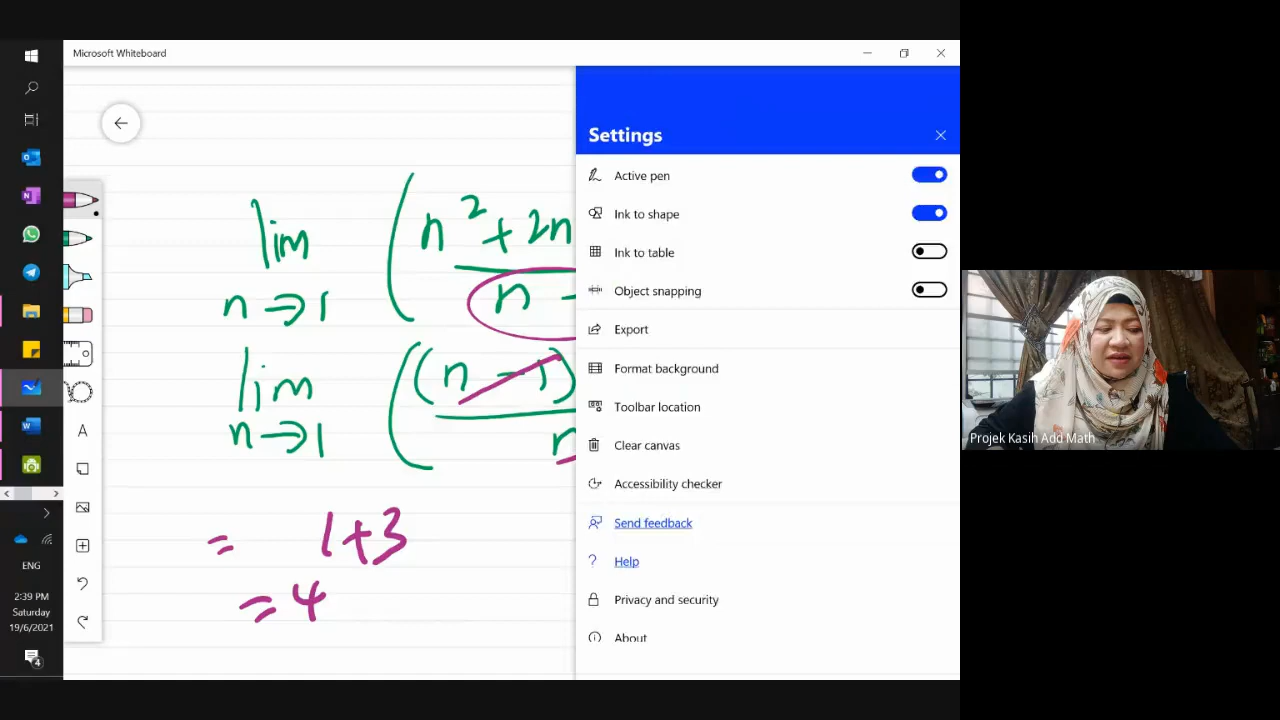 Microsoft Whiteboard
Settings
Active pen
Ink to shape
Ink to table
Object snapping
Export
Format background
Toolbar location
Clear canvas
Accessibility checker
Send feedback
Help
Privacy and security
About
lim
n → 1
( n² + 2n
n -
lim
n → 1
( ( n - 1 )
n
= 1 + 3
= 4
A
ENG
2:39 PM
Saturday
19/6/2021
4
Projek Kasih Add Math